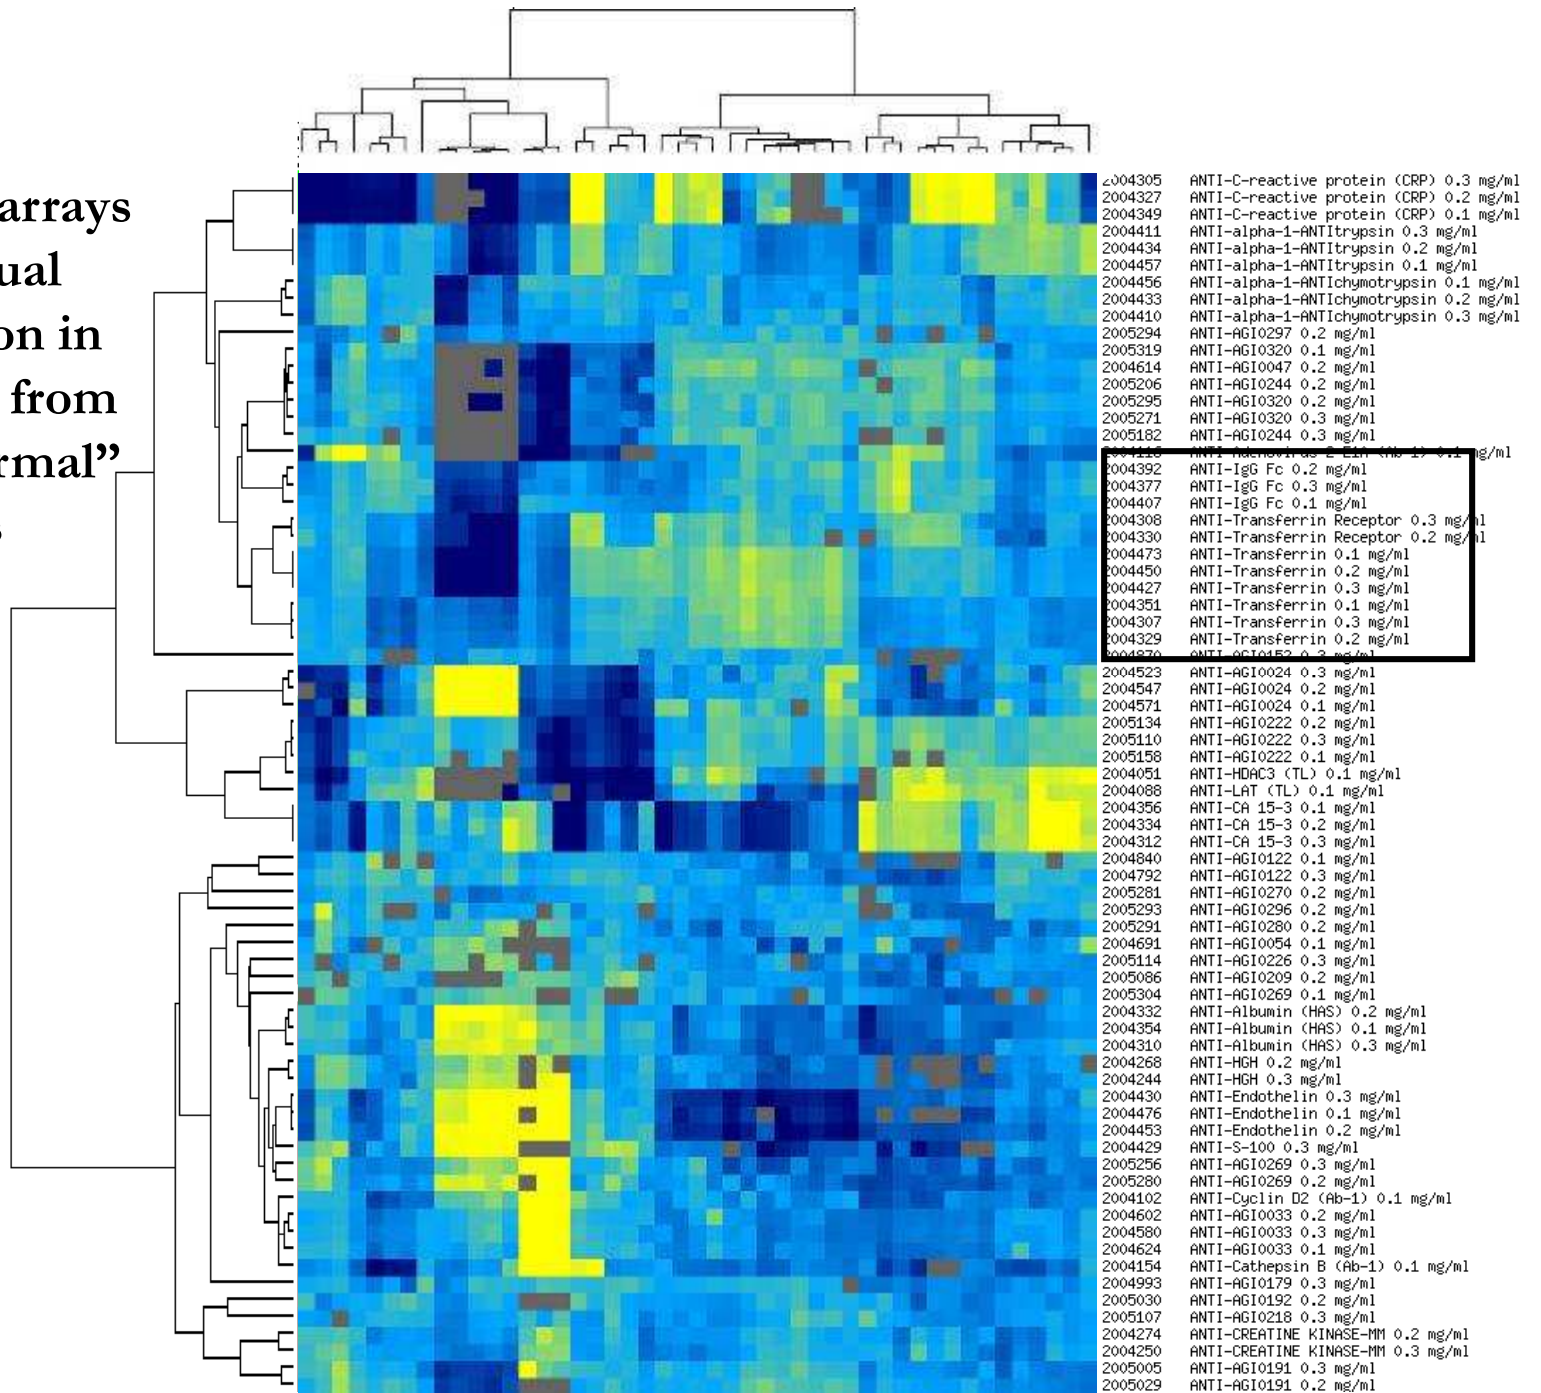 arrays
ual
on in
from
rmal”
2004305 ANTI-C-reactive protein (CRP) 0.3 mg/ml
2004327 ANTI-C-reactive protein (CRP) 0.2 mg/ml
2004349 ANTI-C-reactive protein (CRP) 0.1 mg/ml
2004411 ANTI-alpha-1-ANTItrypsin 0.3 mg/ml
2004434 ANTI-alpha-1-ANTItrypsin 0.2 mg/ml
2004457 ANTI-alpha-1-ANTItrypsin 0.1 mg/ml
2004456 ANTI-alpha-1-ANTIchymotrypsin 0.1 mg/ml
2004433 ANTI-alpha-1-ANTIchymotrypsin 0.2 mg/ml
2004410 ANTI-alpha-1-ANTIchymotrypsin 0.3 mg/ml
2005294 ANTI-AGI0297 0.2 mg/ml
2005319 ANTI-AGI0320 0.1 mg/ml
2004614 ANTI-AGI0047 0.2 mg/ml
2005206 ANTI-AGI0244 0.2 mg/ml
2005295 ANTI-AGI0320 0.2 mg/ml
2005271 ANTI-AGI0320 0.3 mg/ml
2005182 ANTI-AGI0244 0.3 mg/ml
2004118 ANTI-Adenovirus-2 E1A (Ab-1) 0.1 mg/ml
2004392 ANTI-IgG Fc 0.2 mg/ml
2004377 ANTI-IgG Fc 0.3 mg/ml
2004407 ANTI-IgG Fc 0.1 mg/ml
2004308 ANTI-Transferrin Receptor 0.3 mg/ml
2004330 ANTI-Transferrin Receptor 0.2 mg/ml
2004473 ANTI-Transferrin 0.1 mg/ml
2004450 ANTI-Transferrin 0.2 mg/ml
2004427 ANTI-Transferrin 0.3 mg/ml
2004351 ANTI-Transferrin 0.1 mg/ml
2004307 ANTI-Transferrin 0.3 mg/ml
2004329 ANTI-Transferrin 0.2 mg/ml
2004870 ANTI-AGI0152 0.3 mg/ml
2004523 ANTI-AGI0024 0.3 mg/ml
2004547 ANTI-AGI0024 0.2 mg/ml
2004571 ANTI-AGI0024 0.1 mg/ml
2005134 ANTI-AGI0222 0.2 mg/ml
2005110 ANTI-AGI0222 0.3 mg/ml
2005158 ANTI-AGI0222 0.1 mg/ml
2004051 ANTI-HDAC3 (TL) 0.1 mg/ml
2004088 ANTI-LAT (TL) 0.1 mg/ml
2004356 ANTI-CA 15-3 0.1 mg/ml
2004334 ANTI-CA 15-3 0.2 mg/ml
2004312 ANTI-CA 15-3 0.3 mg/ml
2004840 ANTI-AGI0122 0.1 mg/ml
2004792 ANTI-AGI0122 0.3 mg/ml
2005281 ANTI-AGI0270 0.2 mg/ml
2005293 ANTI-AGI0296 0.2 mg/ml
2005291 ANTI-AGI0280 0.2 mg/ml
2004691 ANTI-AGI0054 0.1 mg/ml
2005114 ANTI-AGI0226 0.3 mg/ml
2005086 ANTI-AGI0209 0.2 mg/ml
2005304 ANTI-AGI0269 0.1 mg/ml
2004332 ANTI-Albumin (HAS) 0.2 mg/ml
2004354 ANTI-Albumin (HAS) 0.1 mg/ml
2004310 ANTI-Albumin (HAS) 0.3 mg/ml
2004268 ANTI-HGH 0.2 mg/ml
2004244 ANTI-HGH 0.3 mg/ml
2004430 ANTI-Endothelin 0.3 mg/ml
2004476 ANTI-Endothelin 0.1 mg/ml
2004453 ANTI-Endothelin 0.2 mg/ml
2004429 ANTI-S-100 0.3 mg/ml
2005256 ANTI-AGI0269 0.3 mg/ml
2005280 ANTI-AGI0269 0.2 mg/ml
2004102 ANTI-Cyclin D2 (Ab-1) 0.1 mg/ml
2004602 ANTI-AGI0033 0.2 mg/ml
2004580 ANTI-AGI0033 0.3 mg/ml
2004624 ANTI-AGI0033 0.1 mg/ml
2004154 ANTI-Cathepsin B (Ab-1) 0.1 mg/ml
2004993 ANTI-AGI0179 0.3 mg/ml
2005030 ANTI-AGI0192 0.2 mg/ml
2005107 ANTI-AGI0218 0.3 mg/ml
2004274 ANTI-CREATINE KINASE-MM 0.2 mg/ml
2004250 ANTI-CREATINE KINASE-MM 0.3 mg/ml
2005005 ANTI-AGI0191 0.3 mg/ml
2005029 ANTI-AGI0191 0.2 mg/ml